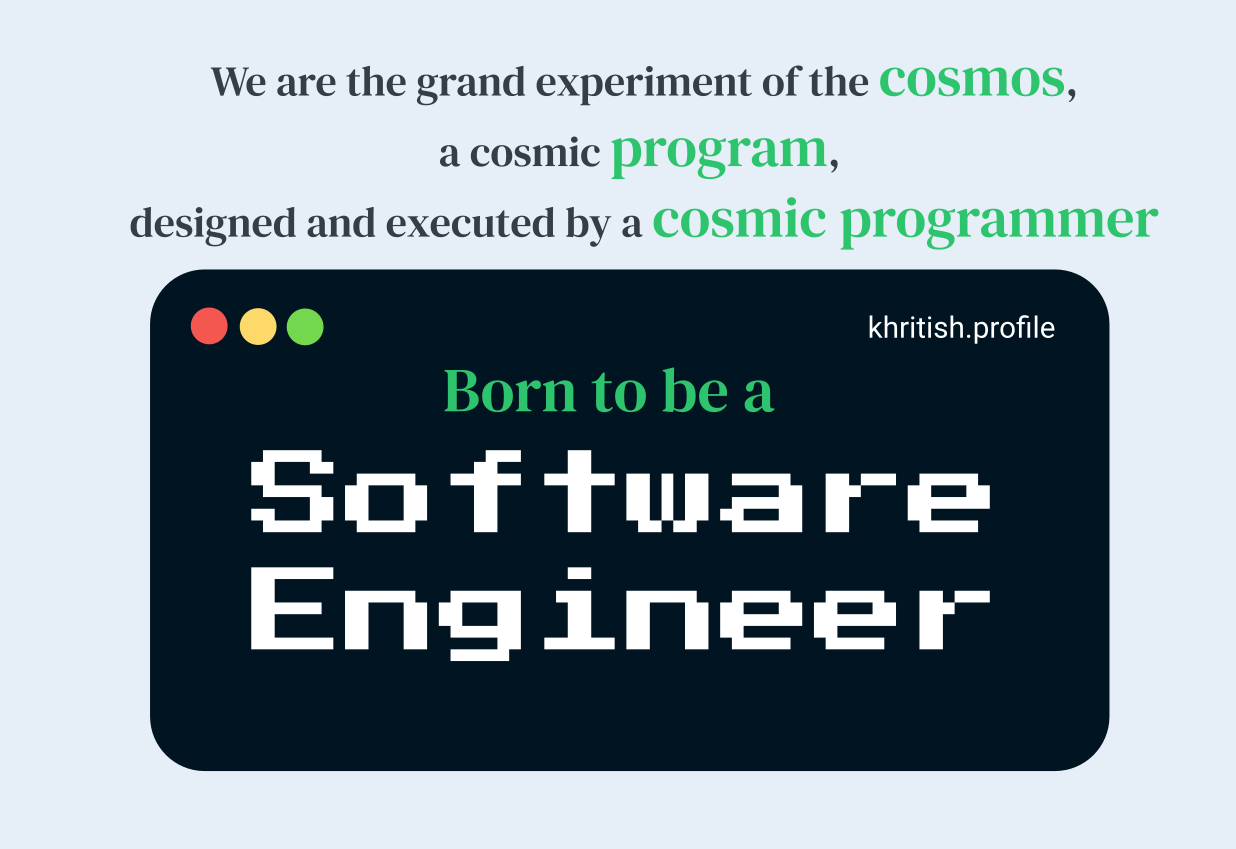 We are the grand experiment of the cosmos,
a cosmic program,
designed and executed by a cosmic programmer
khritish.profile
Born to be a
Software
Engineer